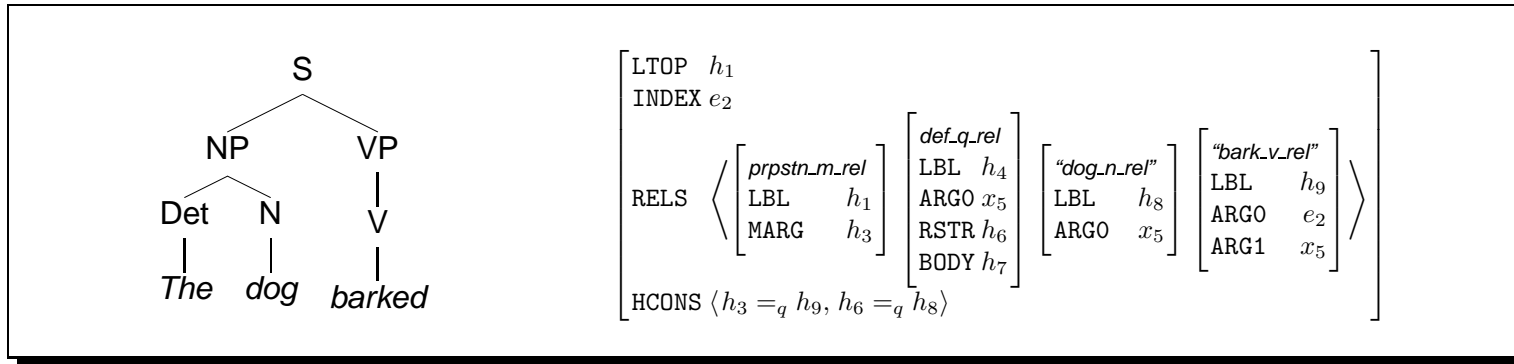 S
NP VP
Det N V
The dog barked
LTOP h₁
INDEX e₂
RELS ⟨ [prpstn_m_rel LBL h₁ MARG h₃] [def_q_rel LBL h₄ ARG0 x₅ RSTR h₆ BODY h₇] [“dog_n_rel” LBL h₈ ARG0 x₅] [“bark_v_rel” LBL h₉ ARG0 e₂ ARG1 x₅] ⟩
HCONS ⟨h₃ =q h₉, h₆ =q h₈⟩